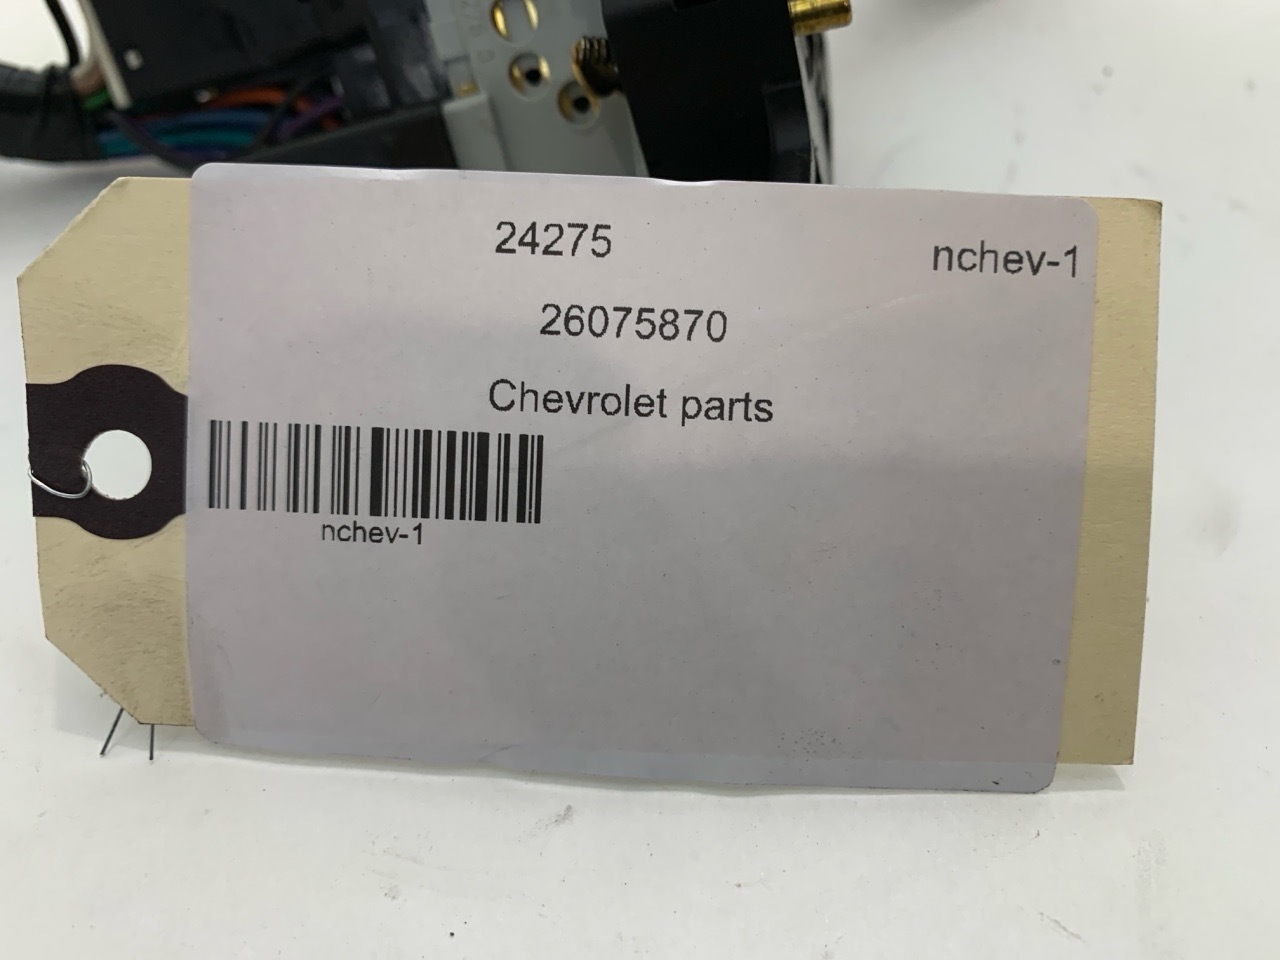 24275
nchev-1
26075870
Chevrolet parts
nchev-1